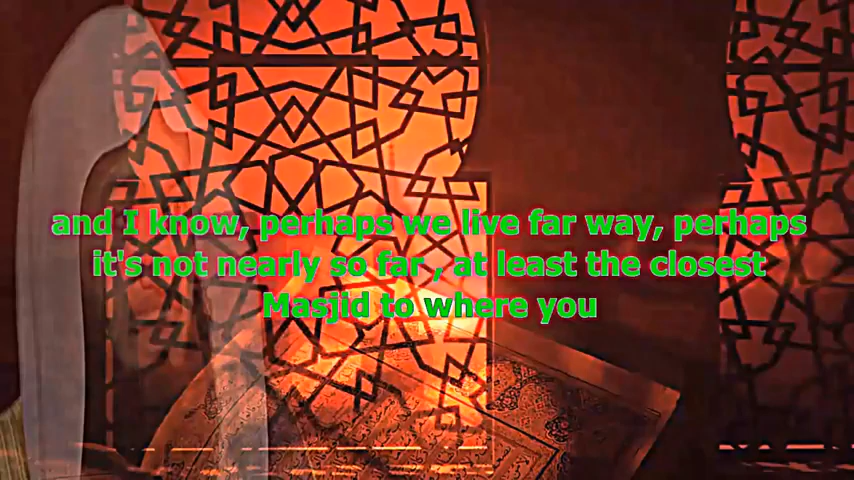 and I know, perhaps we live far way, perhaps
it's not nearly so far , at least the closest
Masjid to where you